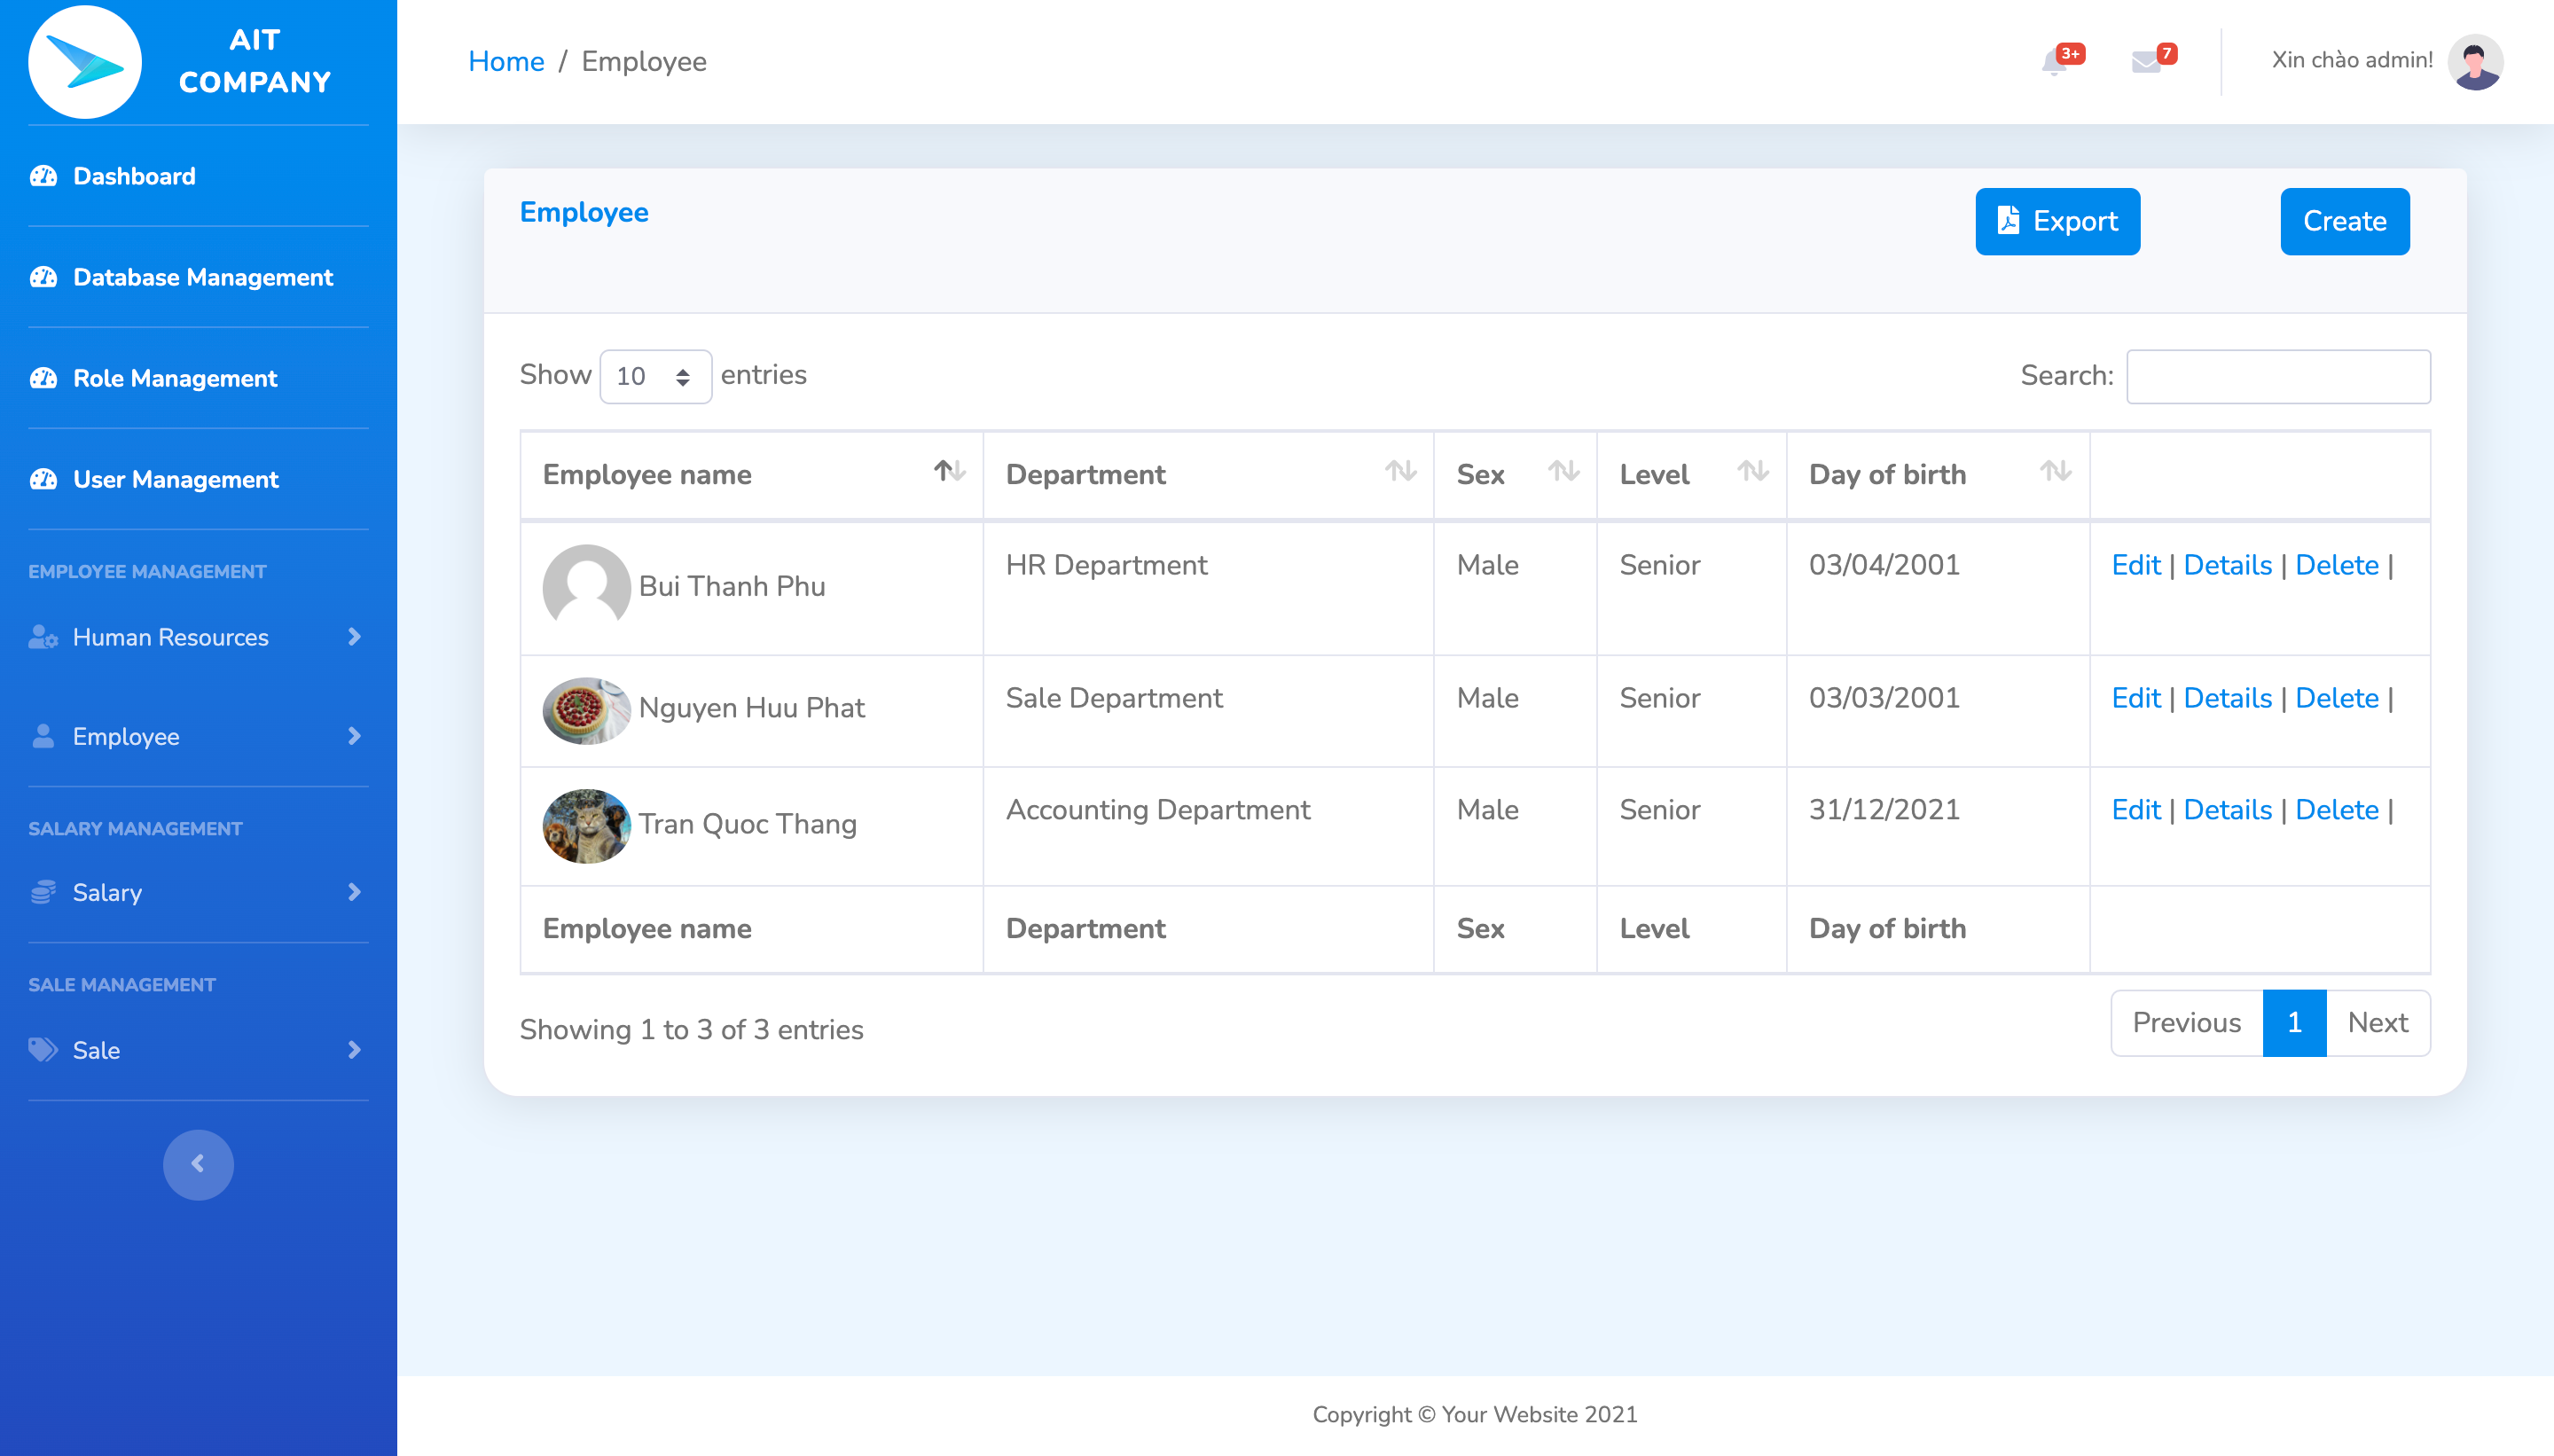 AIT
COMPANY
Dashboard
Database Management
Role Management
User Management
EMPLOYEE MANAGEMENT
Human Resources
Employee
SALARY MANAGEMENT
Salary
SALE MANAGEMENT
Sale
Home / Employee
3+
7
Xin chào admin!
Employee
Export
Create
Show 10 entries
Search:
Employee name Department Sex Level Day of birth
Bui Thanh Phu HR Department Male Senior 03/04/2001 Edit | Details | Delete |
Nguyen Huu Phat Sale Department Male Senior 03/03/2001 Edit | Details | Delete |
Tran Quoc Thang Accounting Department Male Senior 31/12/2021 Edit | Details | Delete |
Employee name Department Sex Level Day of birth
Showing 1 to 3 of 3 entries
Previous 1 Next
Copyright © Your Website 2021